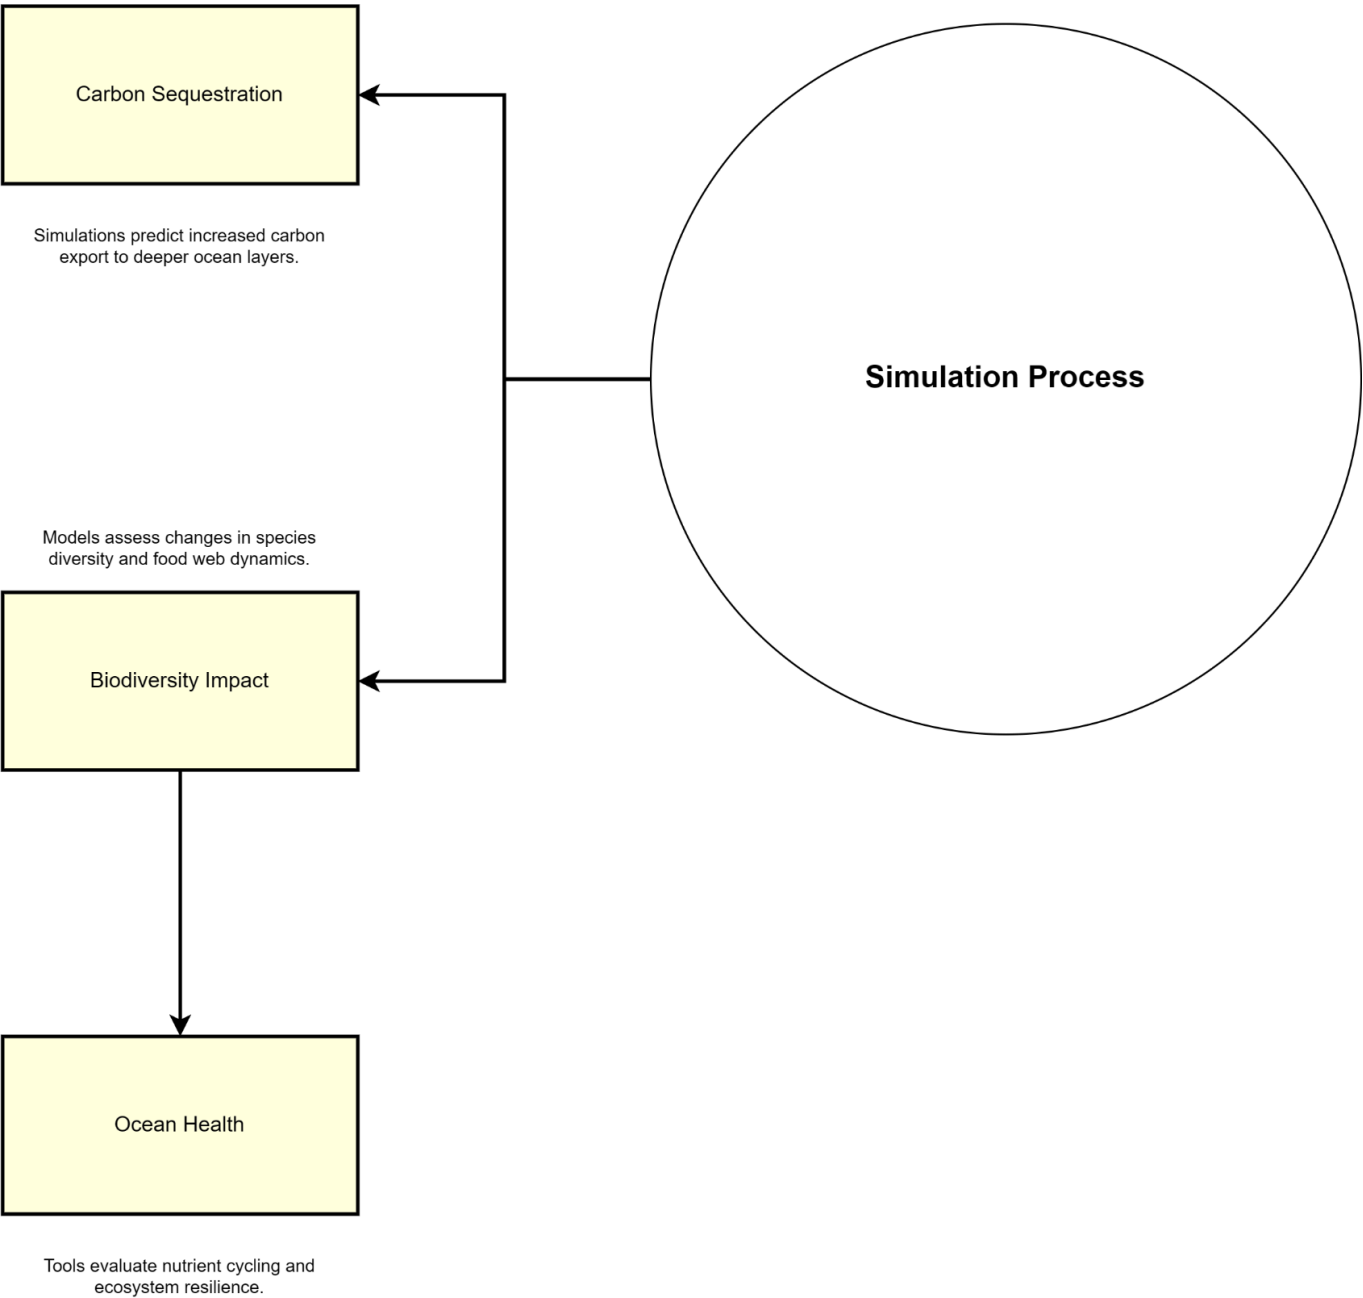 Carbon Sequestration
Simulations predict increased carbon
export to deeper ocean layers.
Simulation Process
Models assess changes in species
diversity and food web dynamics.
Biodiversity Impact
Ocean Health
Tools evaluate nutrient cycling and
ecosystem resilience.